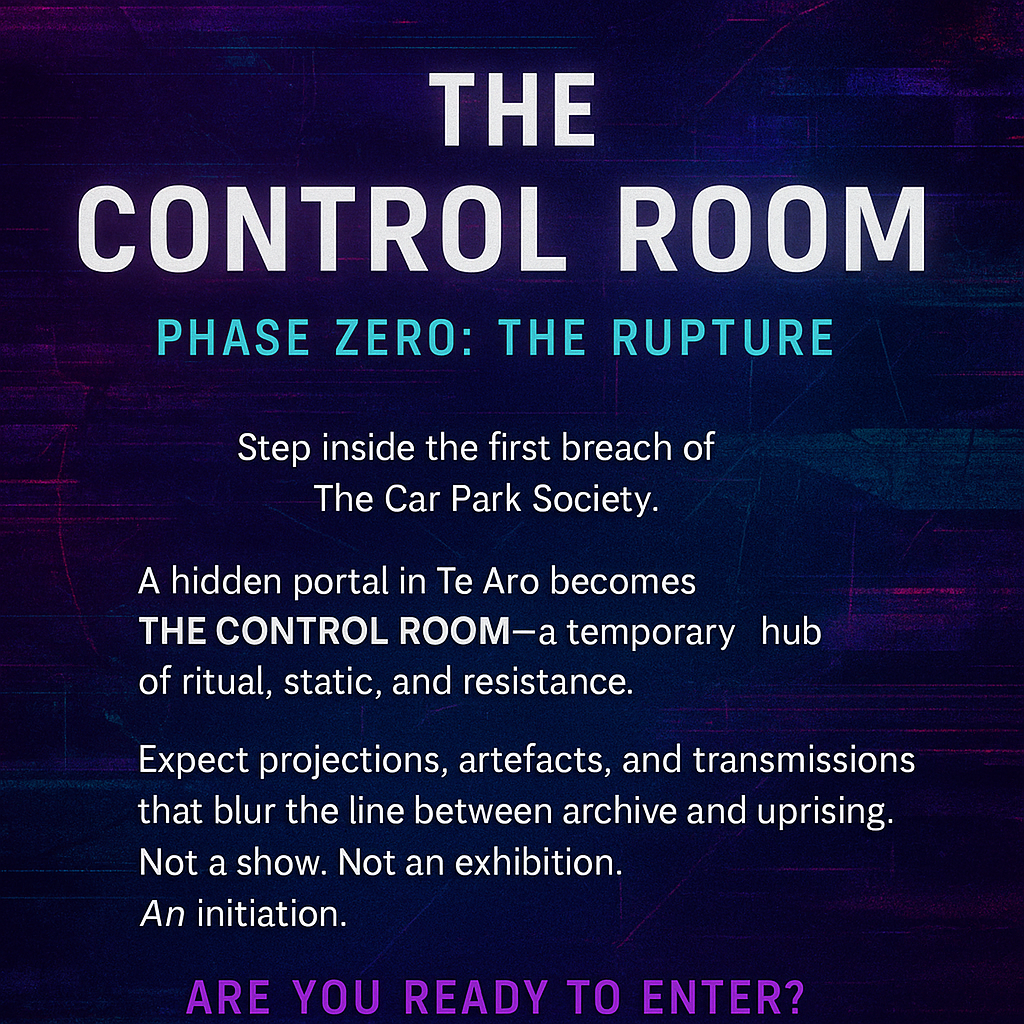 THE
CONTROL ROOM
PHASE ZERO: THE RUPTURE
Step inside the first breach of
The Car Park Society.
A hidden portal in Te Aro becomes
THE CONTROL ROOM—a temporary hub
of ritual, static, and resistance.
Expect projections, artefacts, and transmissions
that blur the line between archive and uprising.
Not a show. Not an exhibition.
An initiation.
ARE YOU READY TO ENTER?